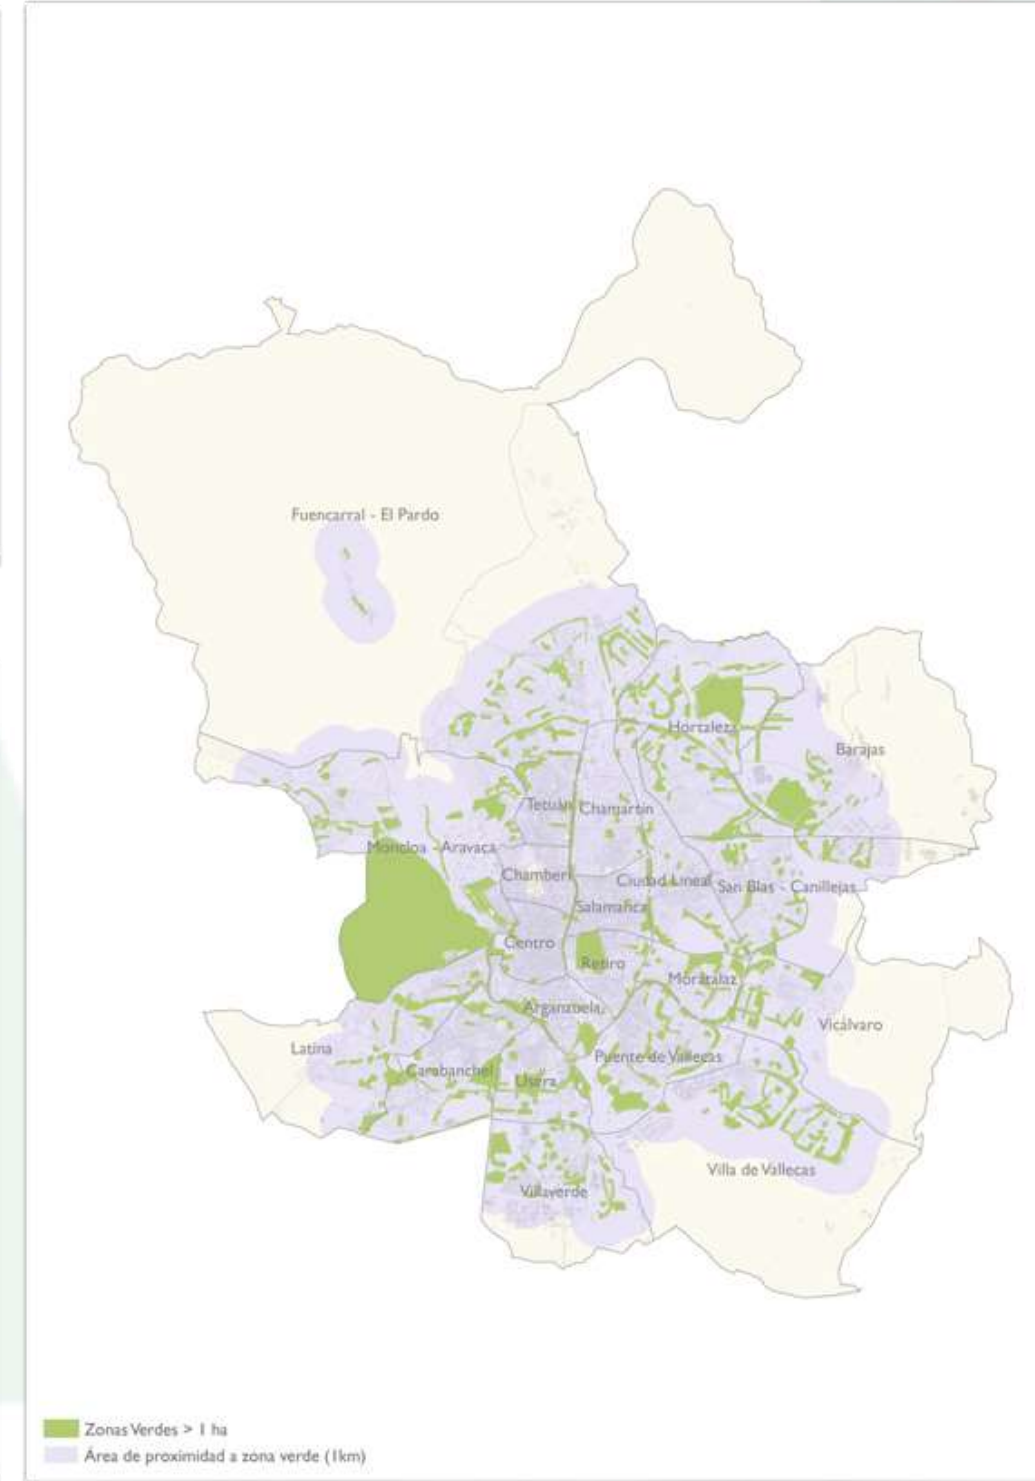 Fuencarral - El Pardo
Hortaleza
Barajas
Tetuán
Chamartín
Moncloa - Aravaca
Chamberí
Ciudad Lineal
San Blas - Canillejas
Salamanca
Centro
Retiro
Moratalaz
Arganzuela
Vicálvaro
Latina
Puente de Vallecas
Carabanchel
Usera
Villa de Vallecas
Villaverde
Zonas Verdes > 1 ha
Área de proximidad a zona verde (1km)